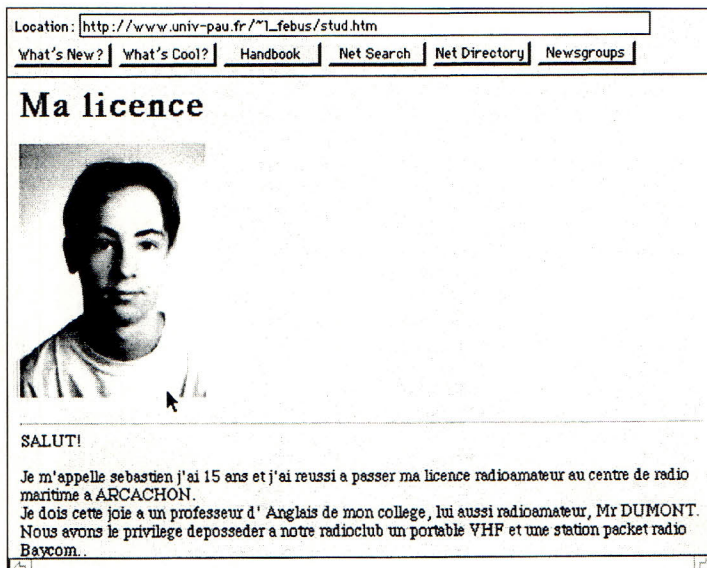 Location: http://www.univ-pau.fr/~l_febus/stud.htm
What's New? What's Cool? Handbook Net Search Net Directory Newsgroups
Ma licence
SALUT!
Je m'appelle sebastien j'ai 15 ans et j'ai reussi a passer ma licence radioamateur au centre de radio
maritime a ARCACHON.
Je dois cette joie a un professeur d' Anglais de mon college, lui aussi radioamateur, Mr DUMONT.
Nous avons le privilege deposseder a notre radioclub un portable VHF et une station packet radio
Baycom..